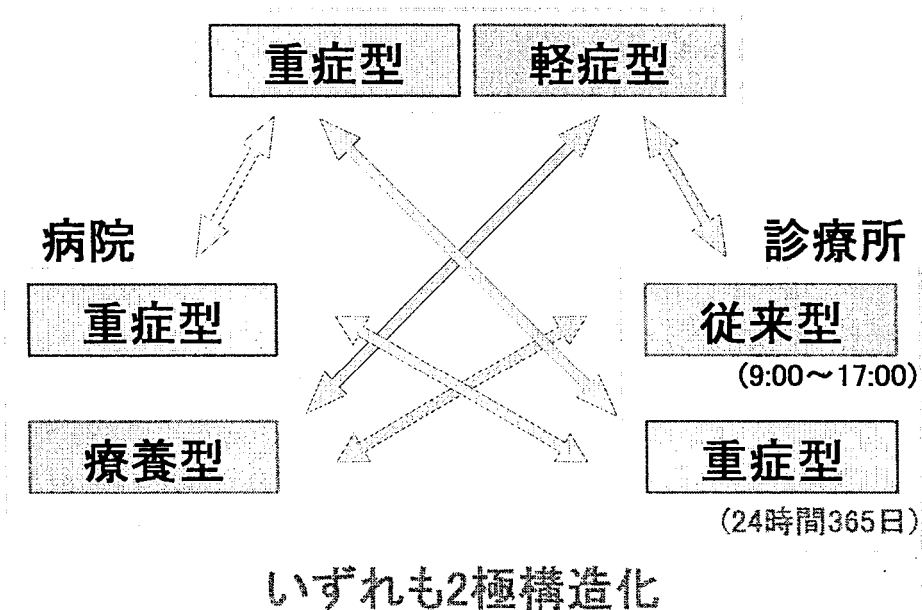 重症型 軽症型
病院 診療所
重症型 従来型
(9:00～17:00)
療養型 重症型
(24時間365日)
いずれも2極構造化